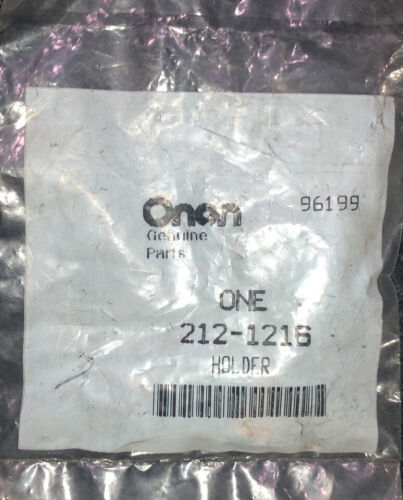 Onan 96199
Genuine
Parts
ONE
212-1216
HOLDER